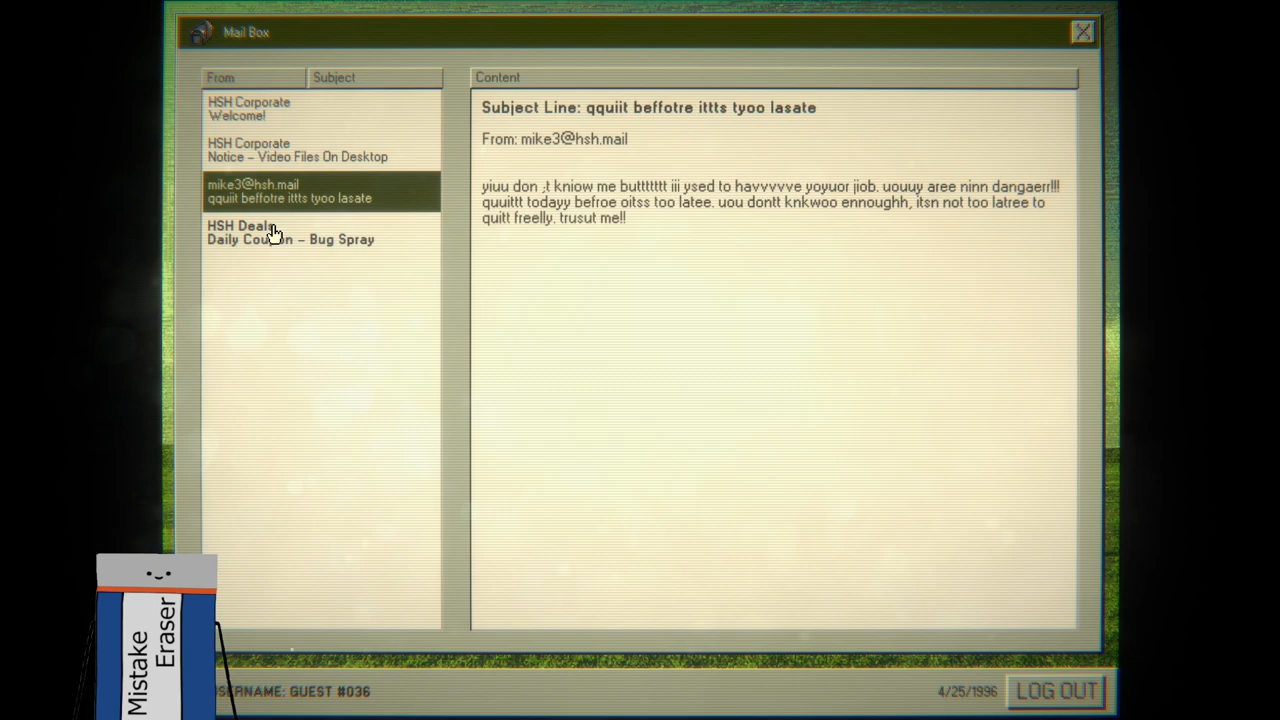 Mail Box
From
Subject
Content
HSH Corporate
Welcome!
HSH Corporate
Notice - Video Files On Desktop
mike3@hsh.mail
qquiit beffotre ittts tyoo lasate
HSH Deals
Daily Coupon - Bug Spray
Subject Line: qquiit beffotre ittts tyoo lasate
From: mike3@hsh.mail
yiuu don ;t kniow me buttttttt iii ysed to havvvvve yoyuor jiob. uouuy aree ninn dangaerr!!!
qquuittt todayy befroe oitss too latee. uou dontt knkwoo ennoughh, itsn not too latree to
quitt freelly. trusut me!!
Mistake
Eraser
USERNAME: GUEST #036
4/25/1996
LOG OUT